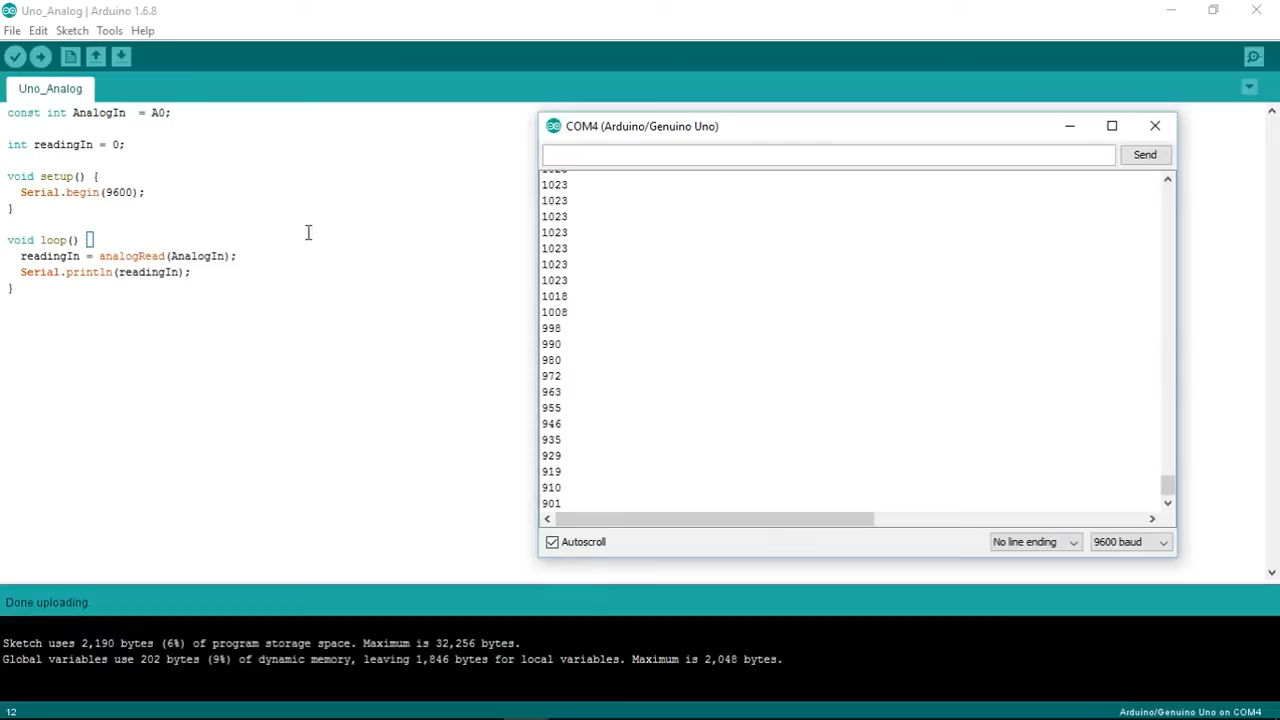 Uno_Analog | Arduino 1.6.8
File Edit Sketch Tools Help
Uno_Analog
const int AnalogIn  = A0;
int readingIn = 0;
void setup() {
  Serial.begin(9600);
}
void loop() {
  readingIn = analogRead(AnalogIn);
  Serial.println(readingIn);
}
COM4 (Arduino/Genuino Uno)
Send
1023
1023
1023
1023
1023
1023
1023
1018
1008
998
990
980
972
963
955
946
935
929
919
910
901
Autoscroll
No line ending
9600 baud
Done uploading.
Sketch uses 2,190 bytes (6%) of program storage space. Maximum is 32,256 bytes.
Global variables use 202 bytes (9%) of dynamic memory, leaving 1,846 bytes for local variables. Maximum is 2,048 bytes.
12
Arduino/Genuino Uno on COM4